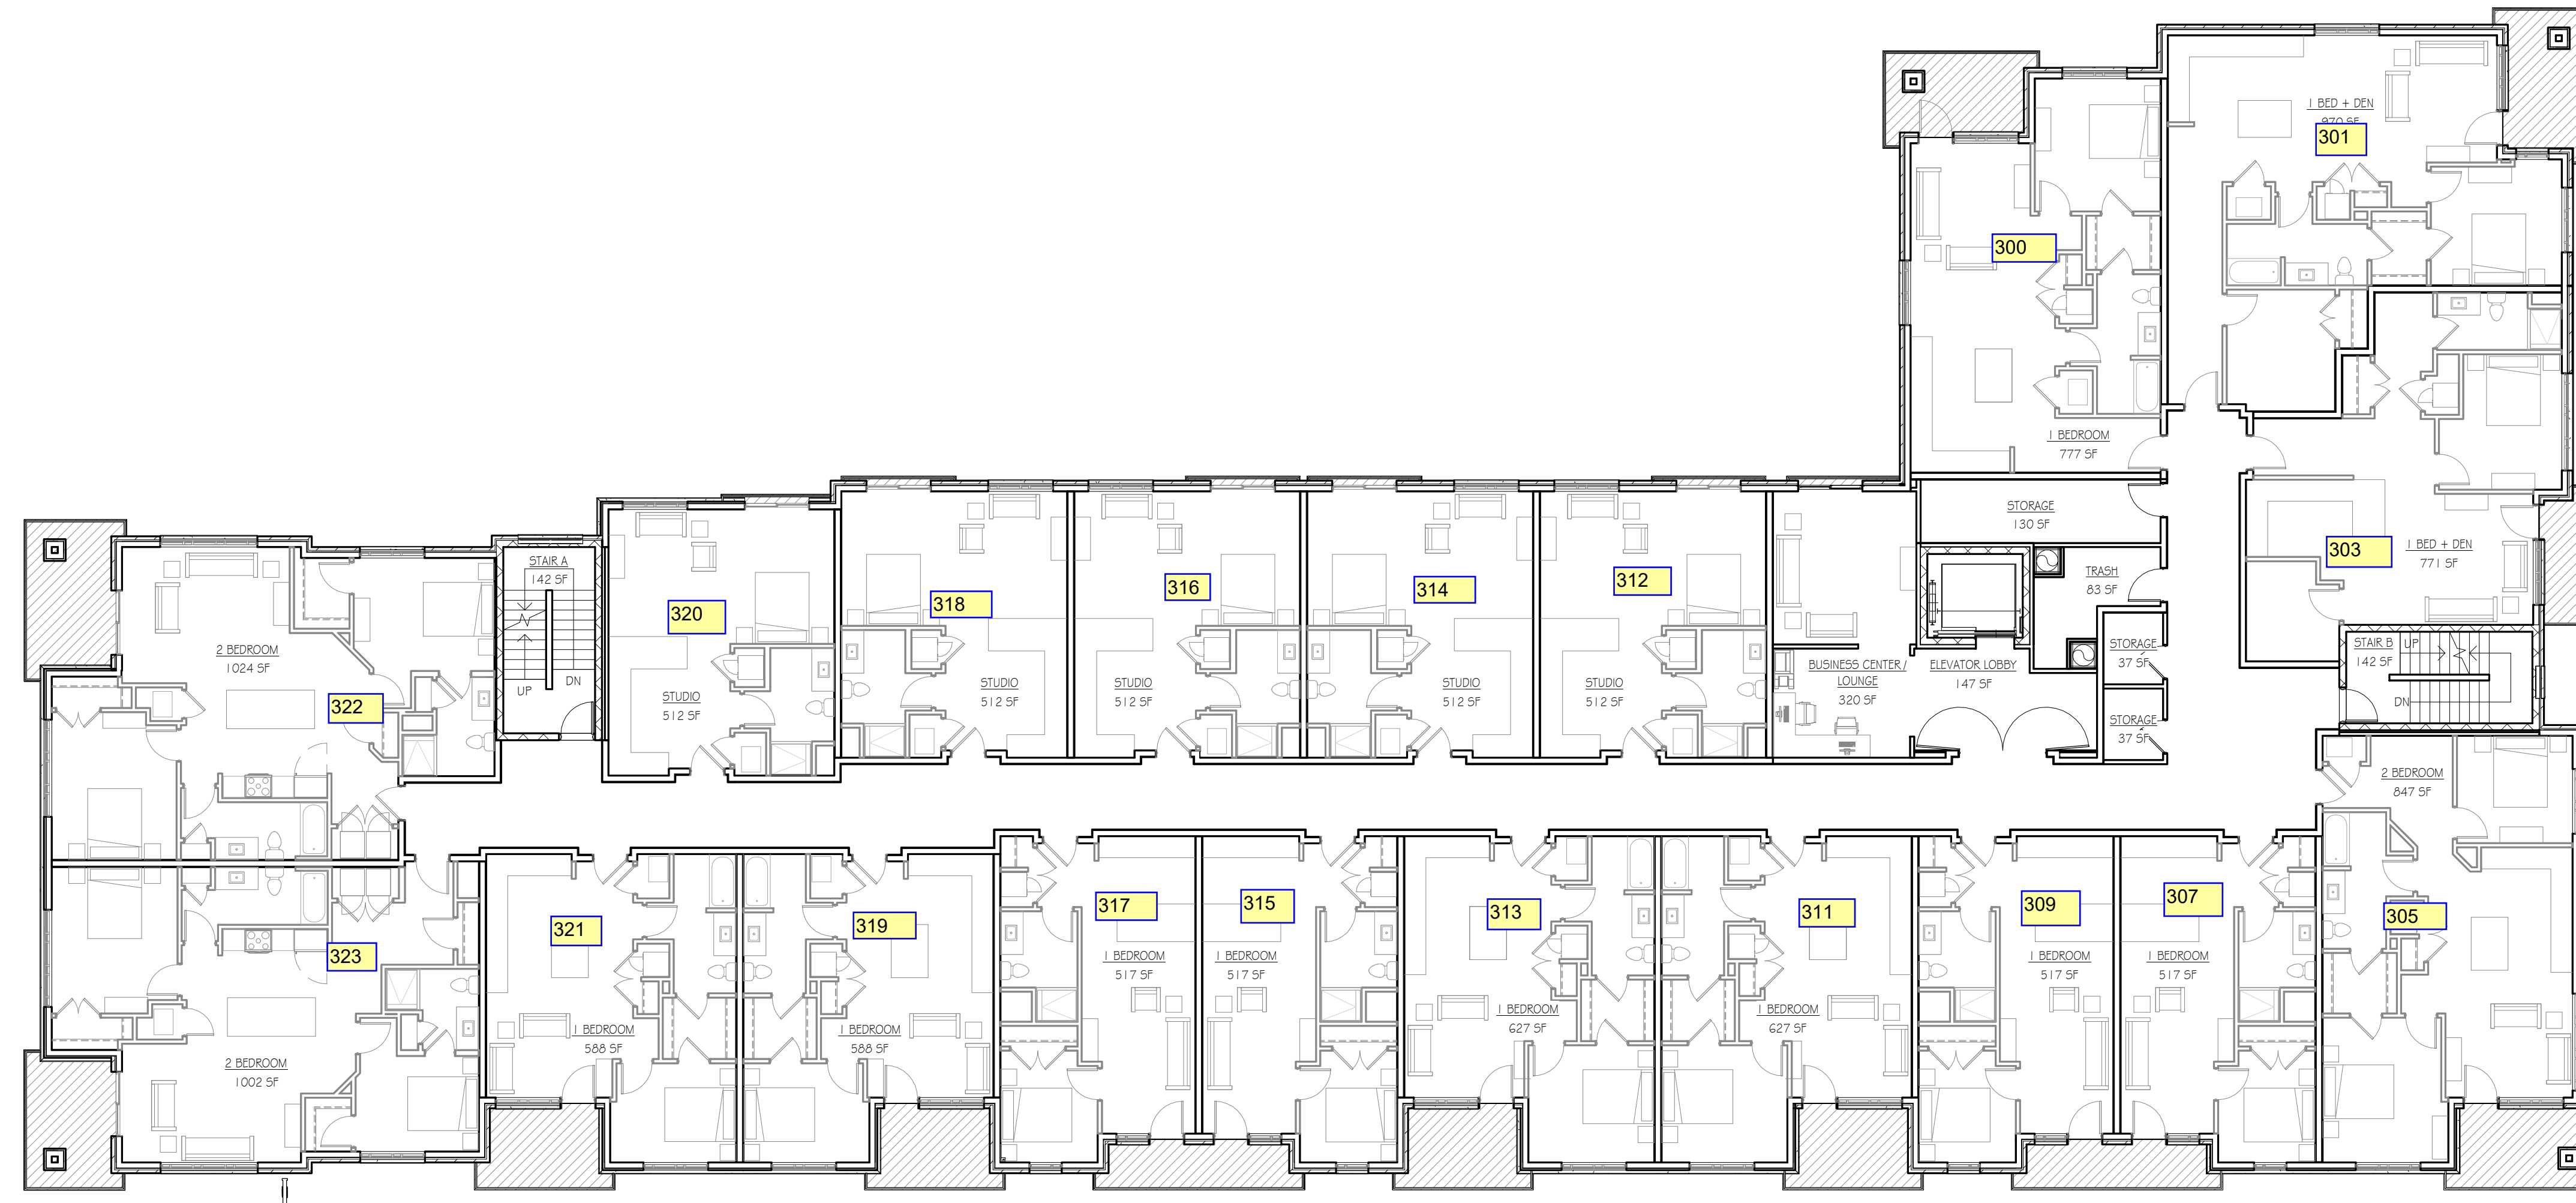 1 BED + DEN
970 SF
301
300
1 BEDROOM
777 SF
STORAGE
130 SF
303
1 BED + DEN
771 SF
TRASH
83 SF
STAIR A
142 SF
UP
DN
320
STUDIO
512 SF
318
STUDIO
512 SF
316
STUDIO
512 SF
314
STUDIO
512 SF
312
STUDIO
512 SF
BUSINESS CENTER /
LOUNGE
320 SF
ELEVATOR LOBBY
147 SF
STORAGE
37 SF
STORAGE
37 SF
STAIR B
142 SF
UP
DN
2 BEDROOM
1024 SF
322
2 BEDROOM
847 SF
305
323
2 BEDROOM
1002 SF
321
1 BEDROOM
588 SF
319
1 BEDROOM
588 SF
317
1 BEDROOM
517 SF
315
1 BEDROOM
517 SF
313
1 BEDROOM
627 SF
311
1 BEDROOM
627 SF
309
1 BEDROOM
517 SF
307
1 BEDROOM
517 SF